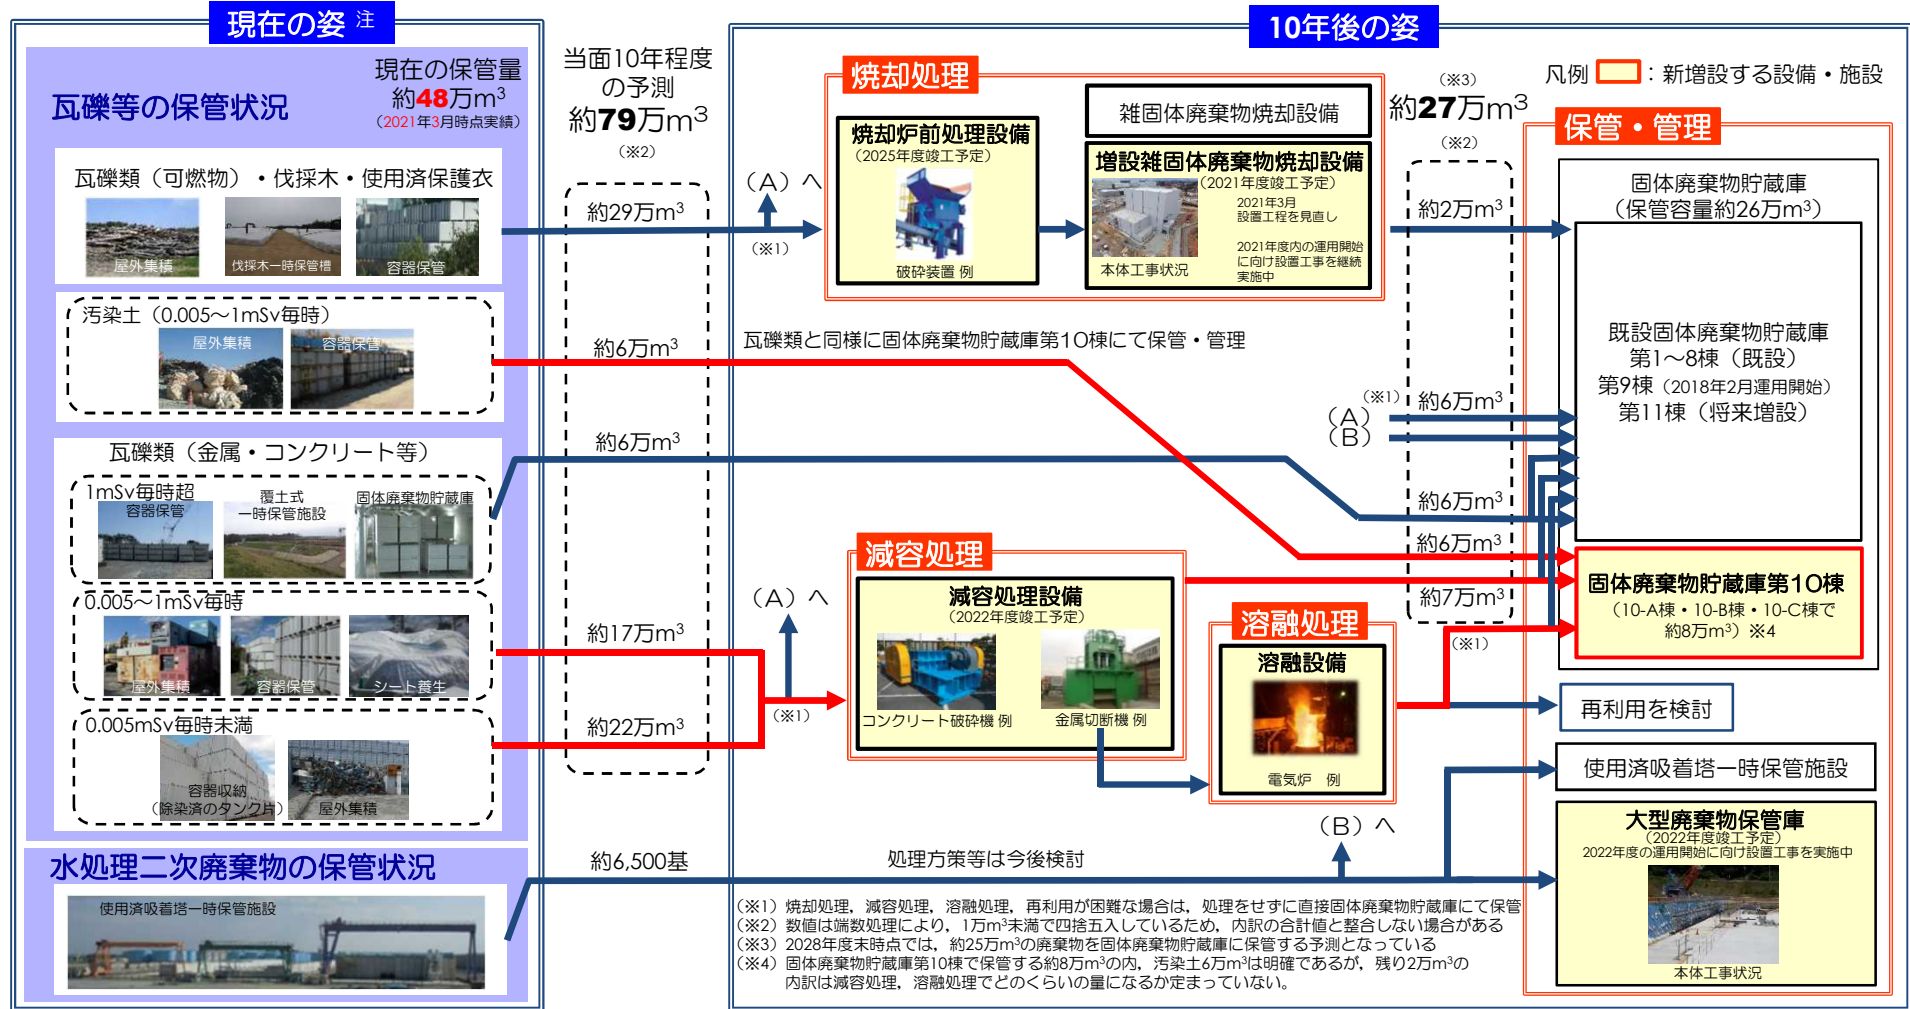 現在の姿 注
瓦礫等の保管状況
現在の保管量
約48万m³
（2021年3月時点実績）
瓦礫類（可燃物）・伐採木・使用済保護衣
屋外集積
伐採木一時保管槽
容器保管
汚染土（0.005～1mSv毎時）
屋外集積
容器保管
瓦礫類（金属・コンクリート等）
1mSv毎時超
容器保管
覆土式
一時保管施設
固体廃棄物貯蔵庫
0.005～1mSv毎時
屋外集積
容器保管
シート養生
0.005mSv毎時未満
容器収納
（除染済のタンク片）
屋外集積
水処理二次廃棄物の保管状況
使用済吸着塔一時保管施設
当面10年程度
の予測
約79万m³
（※2）
約29万m³
約6万m³
約6万m³
約17万m³
約22万m³
約6,500基
10年後の姿
凡例 ：新増設する設備・施設
焼却処理
（A）へ
（※1）
焼却炉前処理設備
（2025年度竣工予定）
破砕装置 例
雑固体廃棄物焼却設備
増設雑固体廃棄物焼却設備
（2021年度竣工予定）
2021年3月
設置工程を見直し
2021年度内の運用開始
に向け設置工事を継続
実施中
本体工事状況
瓦礫類と同様に固体廃棄物貯蔵庫第10棟にて保管・管理
減容処理
（A）へ
（※1）
減容処理設備
（2022年度竣工予定）
コンクリート破砕機 例
金属切断機 例
溶融処理
溶融設備
電気炉　例
（B）へ
処理方策等は今後検討
（※3）
約27万m³
（※2）
約2万m³
（※1）
（A）
（B）
約6万m³
約6万m³
約6万m³
約7万m³
（※1）
保管・管理
固体廃棄物貯蔵庫
（保管容量約26万m³）
既設固体廃棄物貯蔵庫
第1～8棟（既設）
第9棟（2018年2月運用開始）
第11棟（将来増設）
固体廃棄物貯蔵庫第10棟
（10-A棟・10-B棟・10-C棟で
約8万m³）※4
再利用を検討
使用済吸着塔一時保管施設
大型廃棄物保管庫
（2022年度竣工予定）
2022年度の運用開始に向け設置工事を実施中
本体工事状況
（※1）焼却処理，減容処理，溶融処理，再利用が困難な場合は，処理をせずに直接固体廃棄物貯蔵庫にて保管
（※2）数値は端数処理により，1万m³未満で四捨五入しているため，内訳の合計値と整合しない場合がある
（※3）2028年度末時点では，約25万m³の廃棄物を固体廃棄物貯蔵庫に保管する予測となっている
（※4）固体廃棄物貯蔵庫第10棟で保管する約8万m³の内，汚染土6万m³は明確であるが，残り2万m³の
内訳は減容処理，溶融処理でどのくらいの量になるか定まっていない。